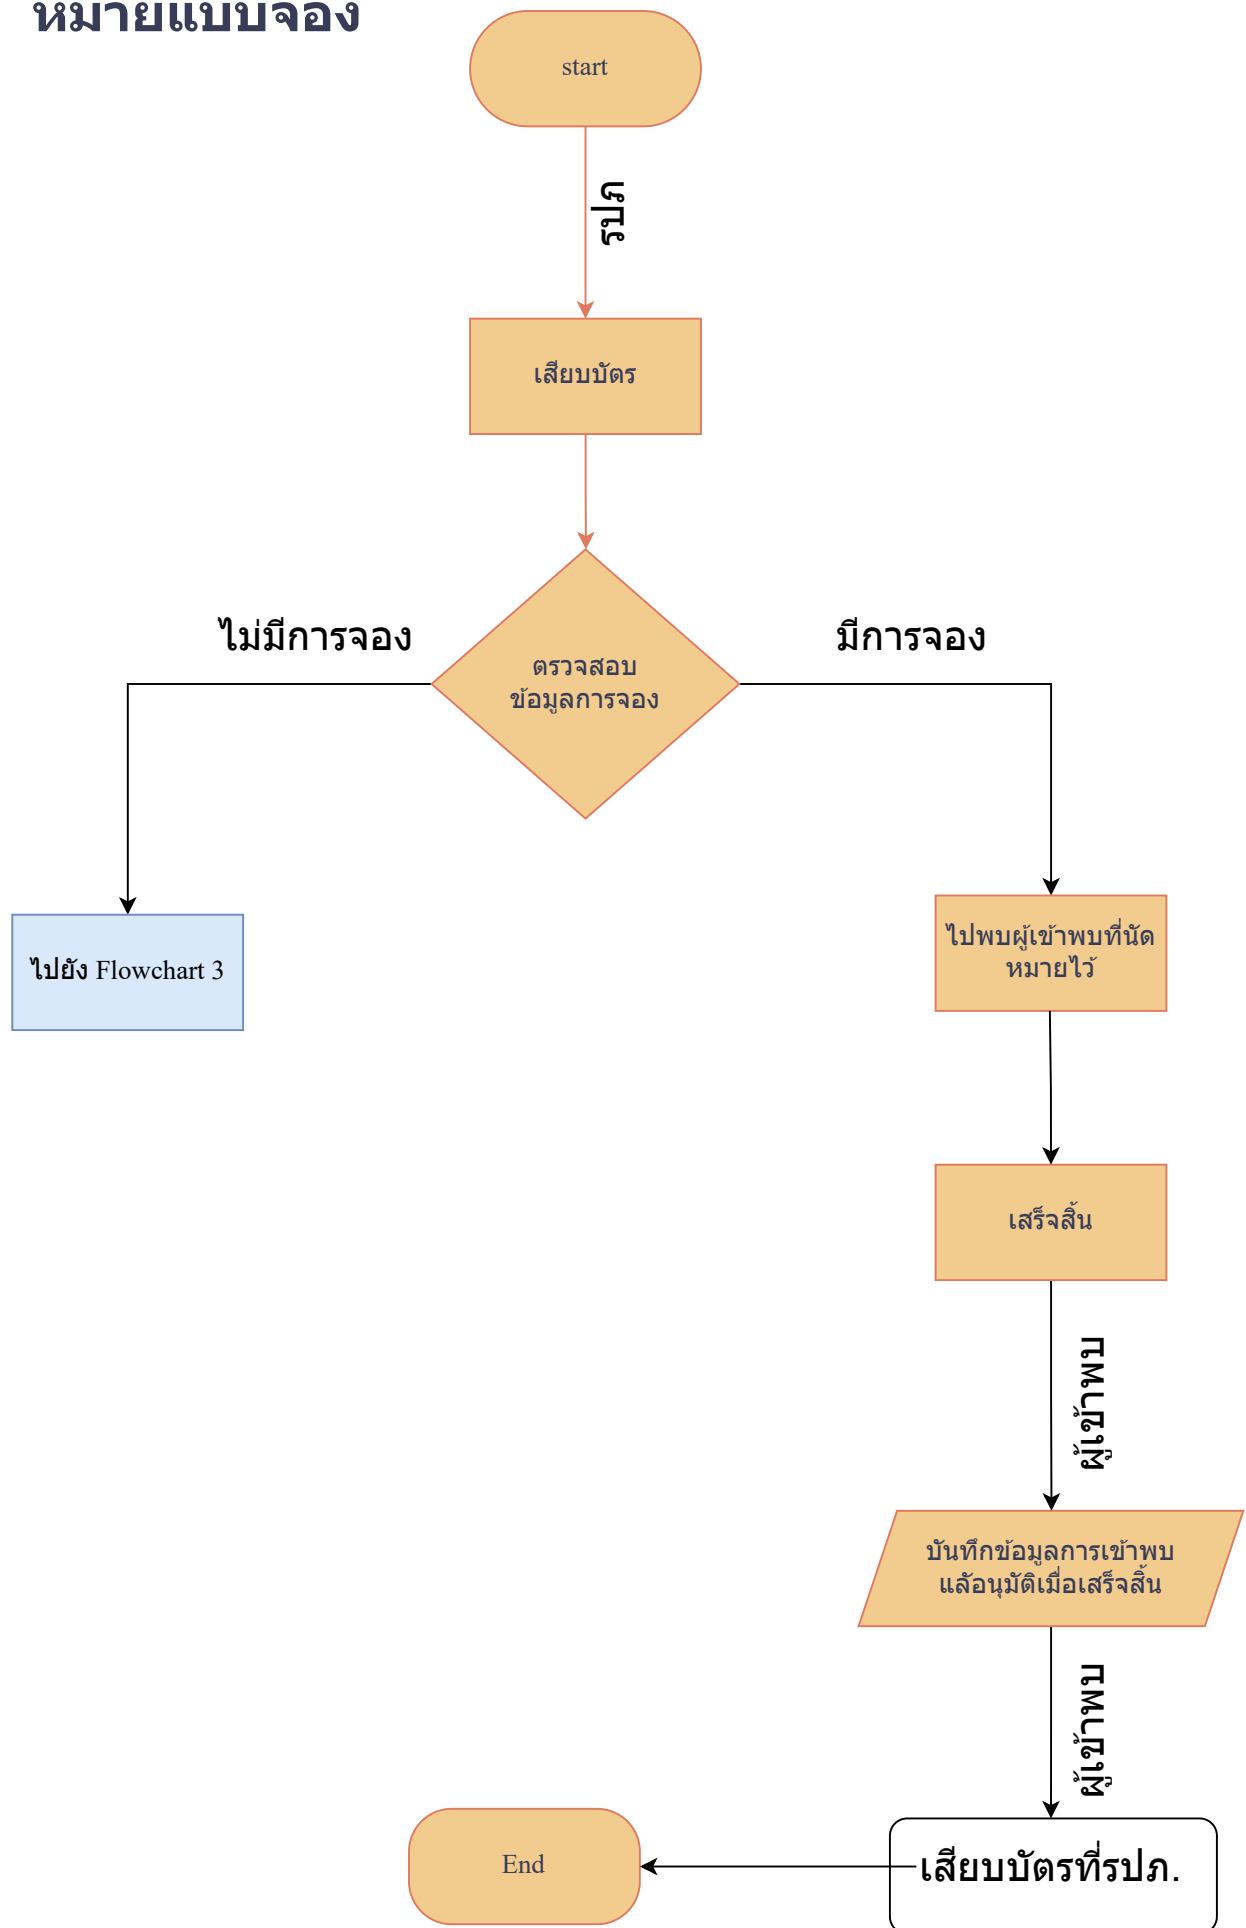 หมายแบบจอง
start
รปภ
เสียบบัตร
ไม่มีการจอง
มีการจอง
ตรวจสอบ
ข้อมูลการจอง
ไปพบผู้เข้าพบที่นัด
หมายไว้
ไปยัง Flowchart 3
เสร็จสิ้น
ผู้เข้าพบ
บันทึกข้อมูลการเข้าพบ
แล้อนุมัติเมื่อเสร็จสิ้น
ผู้เข้าพบ
เสียบบัตรที่รปภ.
End